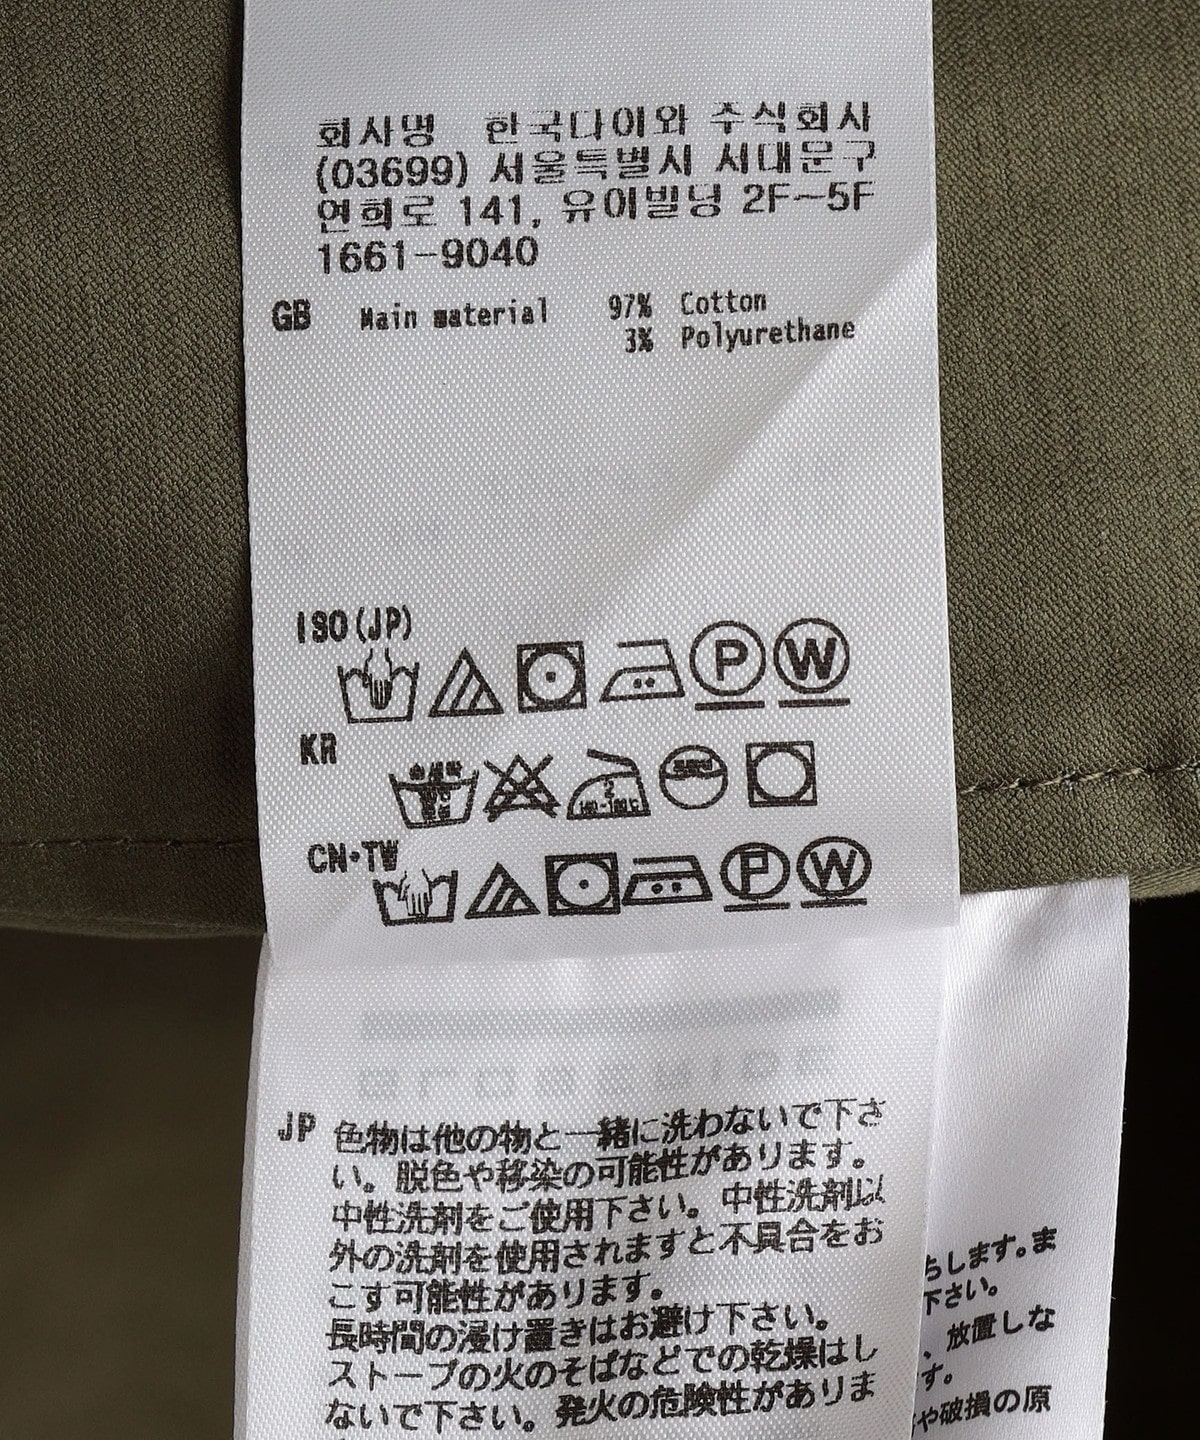 회사명 한국다이와 주식회사
(03699) 서울특별시 서대문구
연희로 141, 유이빌딩 2F~5F
1661-9040
GB Main material 97% Cotton
3% Polyurethane
ISO(JP)
P W
KR
CN·TW
P W
JP 色物は他の物と一緒に洗わないで下さ
い。脱色や移染の可能性があります。
中性洗剤をご使用下さい。中性洗剤以
外の洗剤を使用されますと不具合をお
こす可能性があります。
長時間の浸け置きはお避け下さい。
ストーブの火のそばなどでの乾燥はし
ないで下さい。発火の危険性がありま
ちします。ま
下さい。
、放置しな
す。
や破損の原